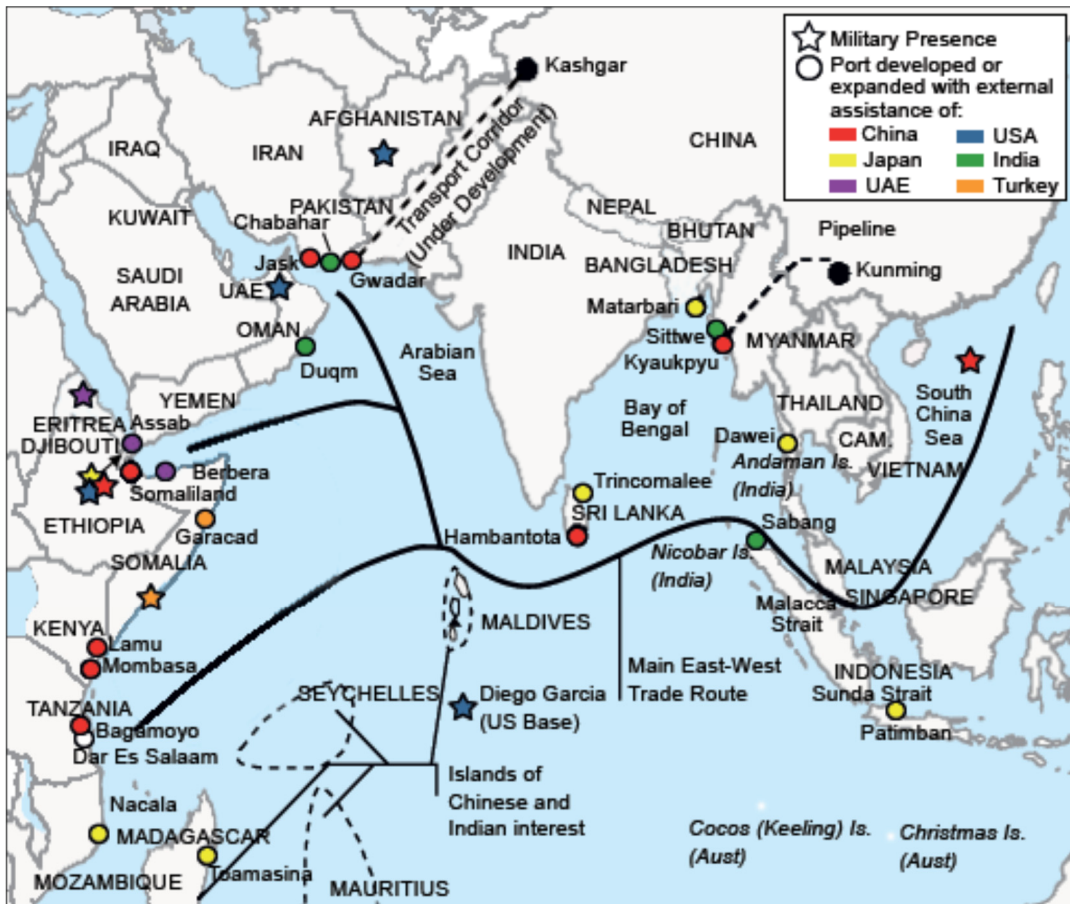 Military Presence
Port developed or
expanded with external
assistance of:
China
USA
Japan
India
UAE
Turkey
Kashgar
AFGHANISTAN
CHINA
IRAQ
IRAN
Transport Corridor
(Under Development)
KUWAIT
PAKISTAN
Chabahar
NEPAL
BHUTAN
Pipeline
INDIA
BANGLADESH
Jask
Gwadar
Kunming
SAUDI
ARABIA
UAE
Matarbari
Sittwe
Kyaukpyu
MYANMAR
OMAN
Duqm
Arabian
Sea
YEMEN
THAILAND
South
China
Sea
ERITREA
Assab
DJIBOUTI
Bay of
Bengal
Dawei
CAM.
VIETNAM
Andaman Is.
(India)
Berbera
Somaliland
Trincomalee
ETHIOPIA
Garacad
SRI LANKA
Hambantota
Sabang
Nicobar Is.
(India)
SOMALIA
MALAYSIA
SINGAPORE
Malacca
Strait
KENYA
Lamu
Mombasa
MALDIVES
Main East-West
Trade Route
INDONESIA
Sunda Strait
Patimban
SEYCHELLES
Diego Garcia
(US Base)
TANZANIA
Bagamoyo
Dar Es Salaam
Islands of
Chinese and
Indian interest
Nacala
MADAGASCAR
Toamasina
MOZAMBIQUE
MAURITIUS
Cocos (Keeling) Is.
(Aust)
Christmas Is.
(Aust)